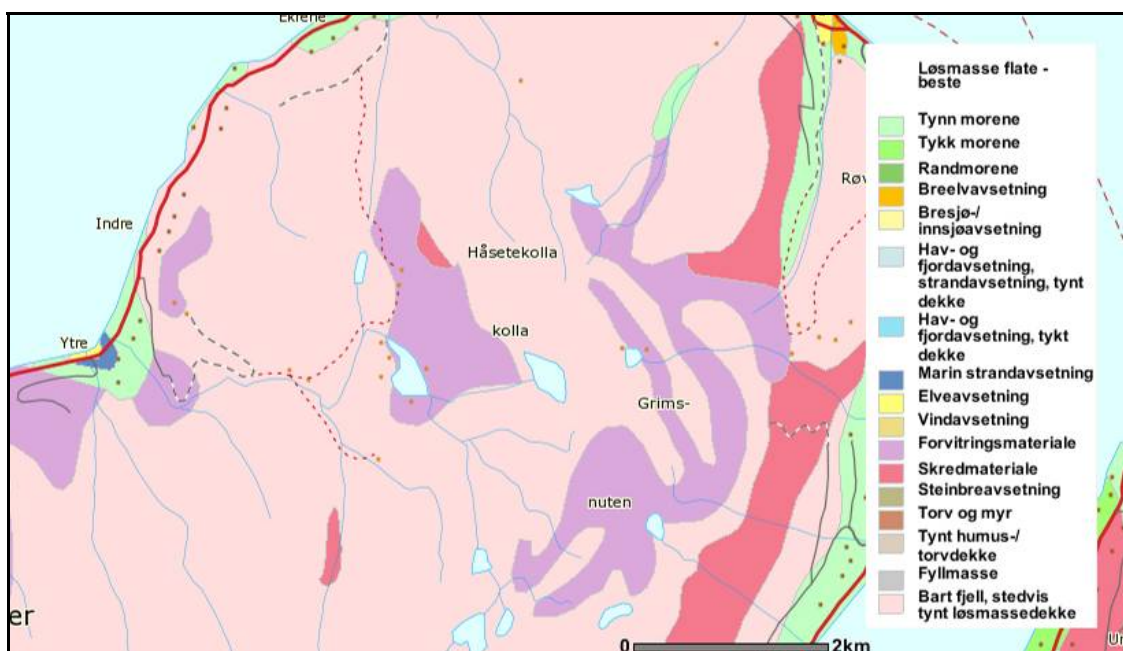 Ekrene
Løsmasse flate -
beste
Tynn morene
Tykk morene
Randmorene
Breelvavsetning
Bresjø-/
innsjøavsetning
Hav- og
fjordavsetning,
strandavsetning, tynt
dekke
Hav- og
fjordavsetning, tykt
dekke
Marin strandavsetning
Elveavsetning
Vindavsetning
Forvitringsmateriale
Skredmateriale
Steinbreavsetning
Torv og myr
Tynt humus-/
torvdekke
Fyllmasse
Bart fjell, stedvis
tynt løsmassedekke
Røv
Indre
Håsetekolla
kolla
Ytre
Grims-
nuten
er
0 2km